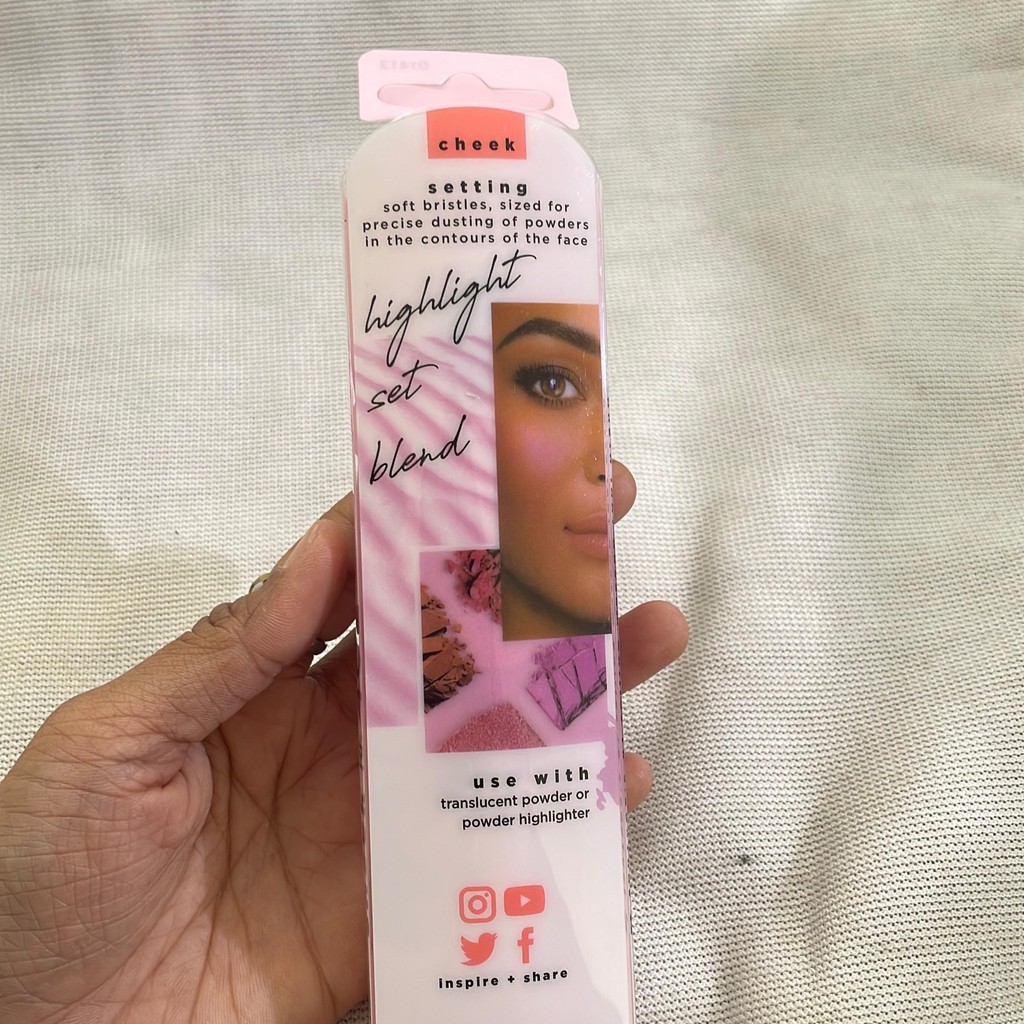 cheek
setting
soft bristles, sized for
precise dusting of powders
in the contours of the face
highlight
set
blend
use with
translucent powder or
powder highlighter
inspire + share